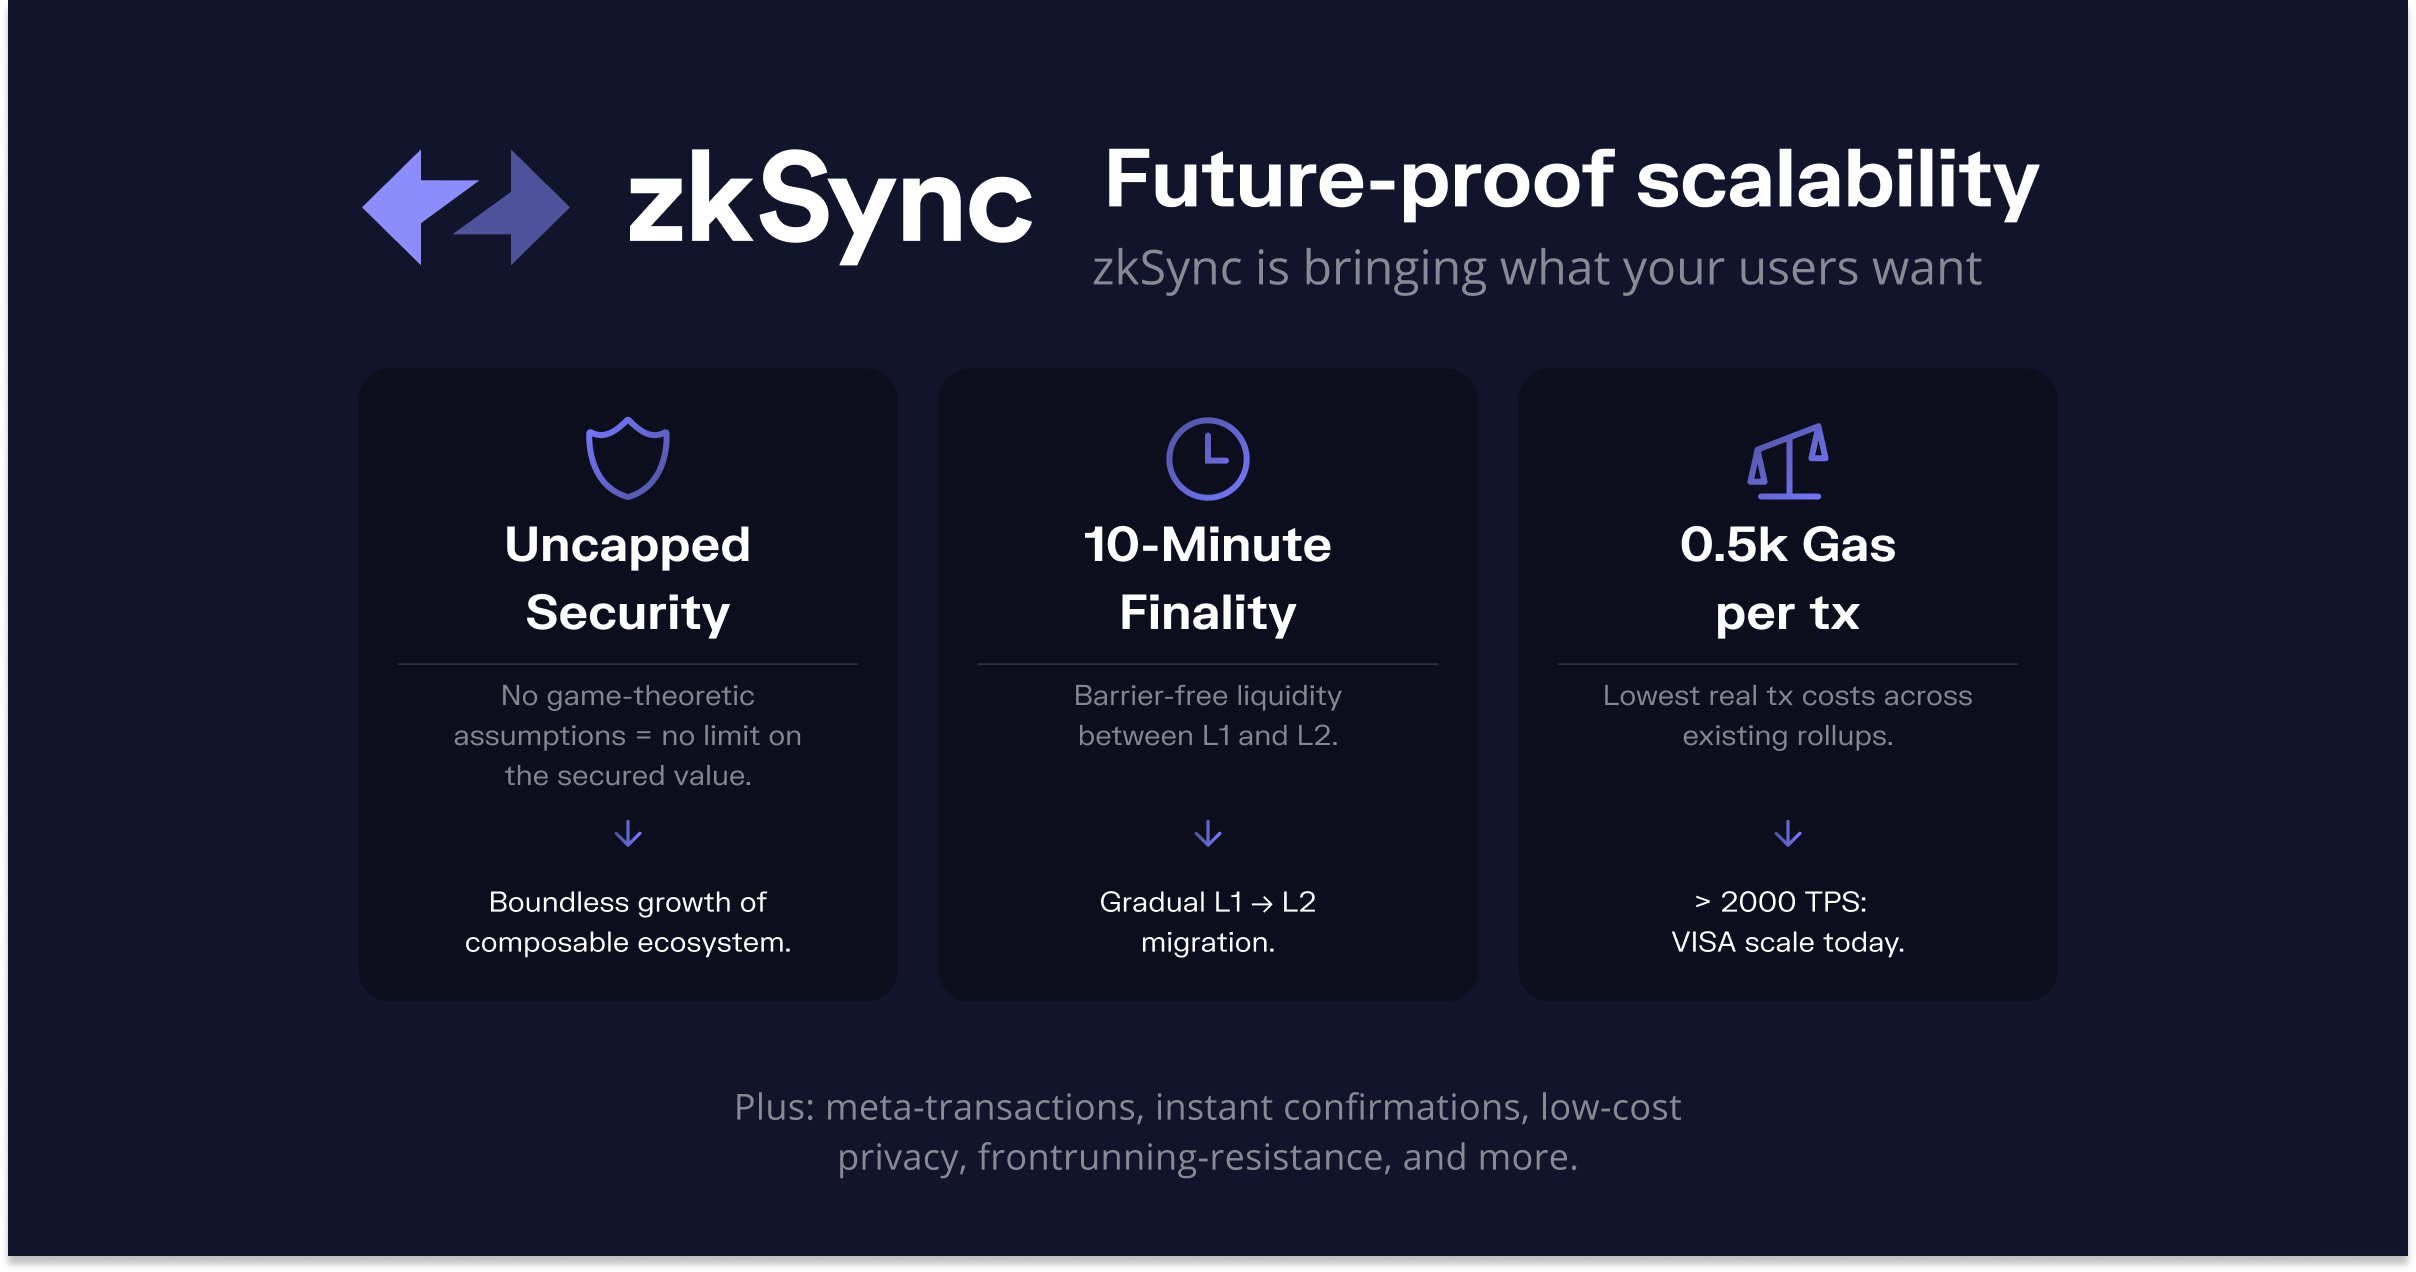 zkSync
Future-proof scalability
zkSync is bringing what your users want
Uncapped
Security
No game-theoretic
assumptions = no limit on
the secured value.
↓
Boundless growth of
composable ecosystem.
10-Minute
Finality
Barrier-free liquidity
between L1 and L2.
↓
Gradual L1 → L2
migration.
0.5k Gas
per tx
Lowest real tx costs across
existing rollups.
↓
> 2000 TPS:
VISA scale today.
Plus: meta-transactions, instant confirmations, low-cost
privacy, frontrunning-resistance, and more.